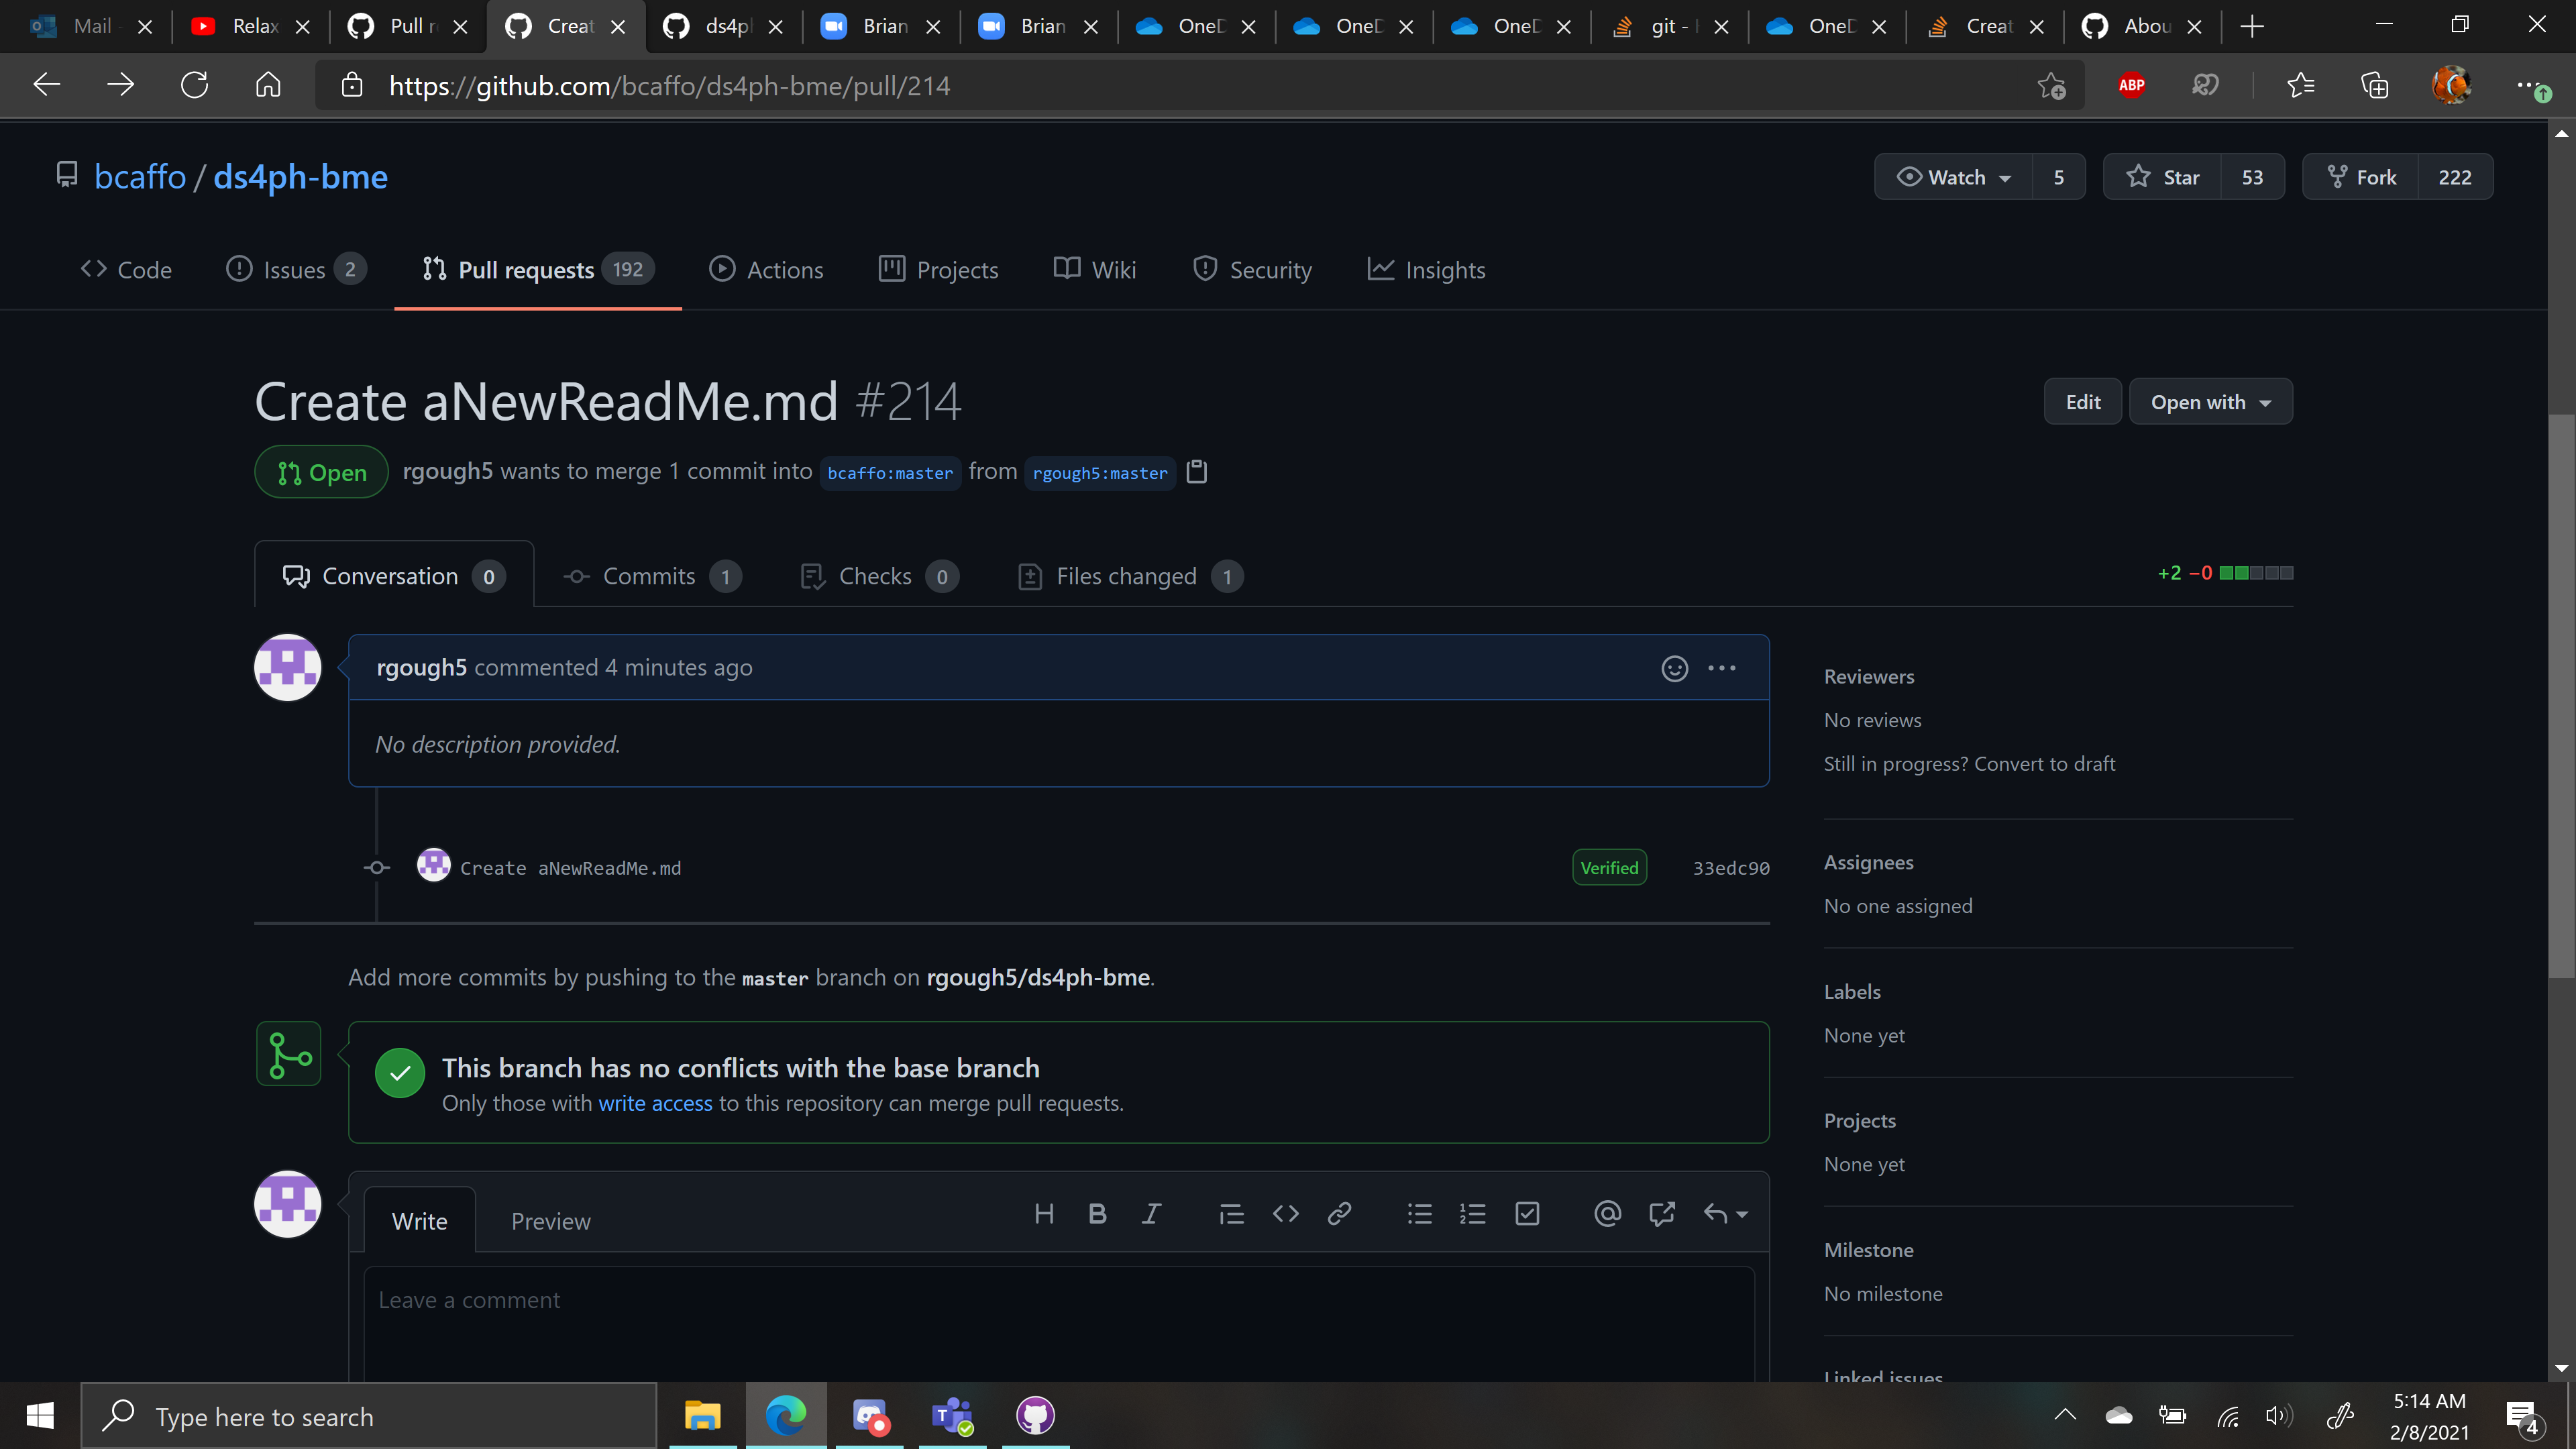 Mail -
Relax
Pull r
Creat
ds4pl
Brian
Brian
OneD
OneD
OneD
git -
OneD
Creat
Abou
https://github.com/bcaffo/ds4ph-bme/pull/214
ABP
bcaffo / ds4ph-bme
Watch 5
Star 53
Fork 222
Code
Issues 2
Pull requests 192
Actions
Projects
Wiki
Security
Insights
Create aNewReadMe.md #214
Edit
Open with
Open
rgough5 wants to merge 1 commit into bcaffo:master from rgough5:master
Conversation 0
Commits 1
Checks 0
Files changed 1
+2 −0
rgough5 commented 4 minutes ago
No description provided.
Create aNewReadMe.md
Verified
33edc90
Add more commits by pushing to the master branch on rgough5/ds4ph-bme.
This branch has no conflicts with the base branch
Only those with write access to this repository can merge pull requests.
Write
Preview
Leave a comment
Reviewers
No reviews
Still in progress? Convert to draft
Assignees
No one assigned
Labels
None yet
Projects
None yet
Milestone
No milestone
Linked issues
Type here to search
5:14 AM
2/8/2021
4